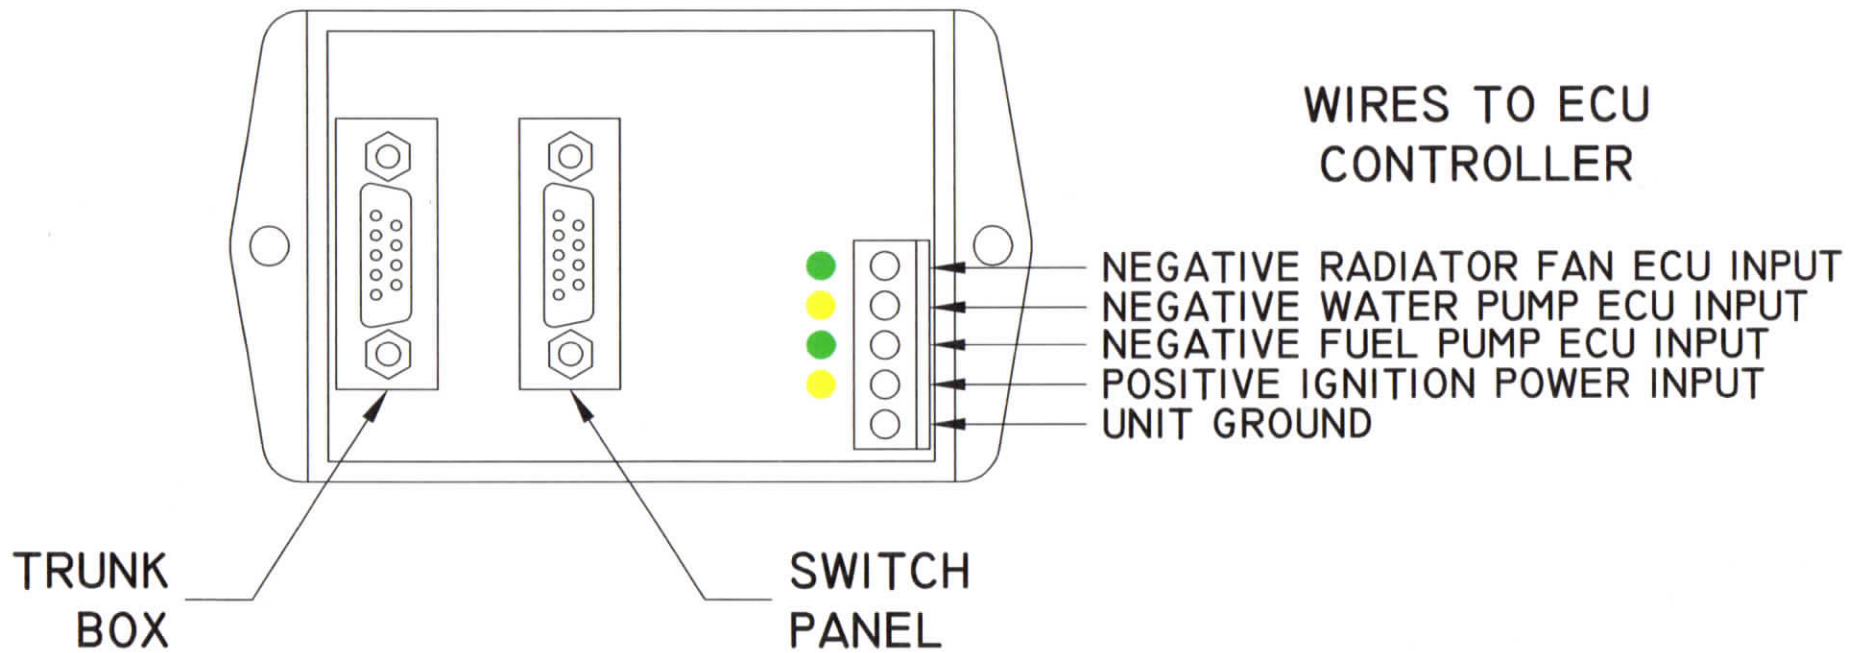 WIRES TO ECU
CONTROLLER
NEGATIVE RADIATOR FAN ECU INPUT
NEGATIVE WATER PUMP ECU INPUT
NEGATIVE FUEL PUMP ECU INPUT
POSITIVE IGNITION POWER INPUT
UNIT GROUND
TRUNK
BOX
SWITCH
PANEL